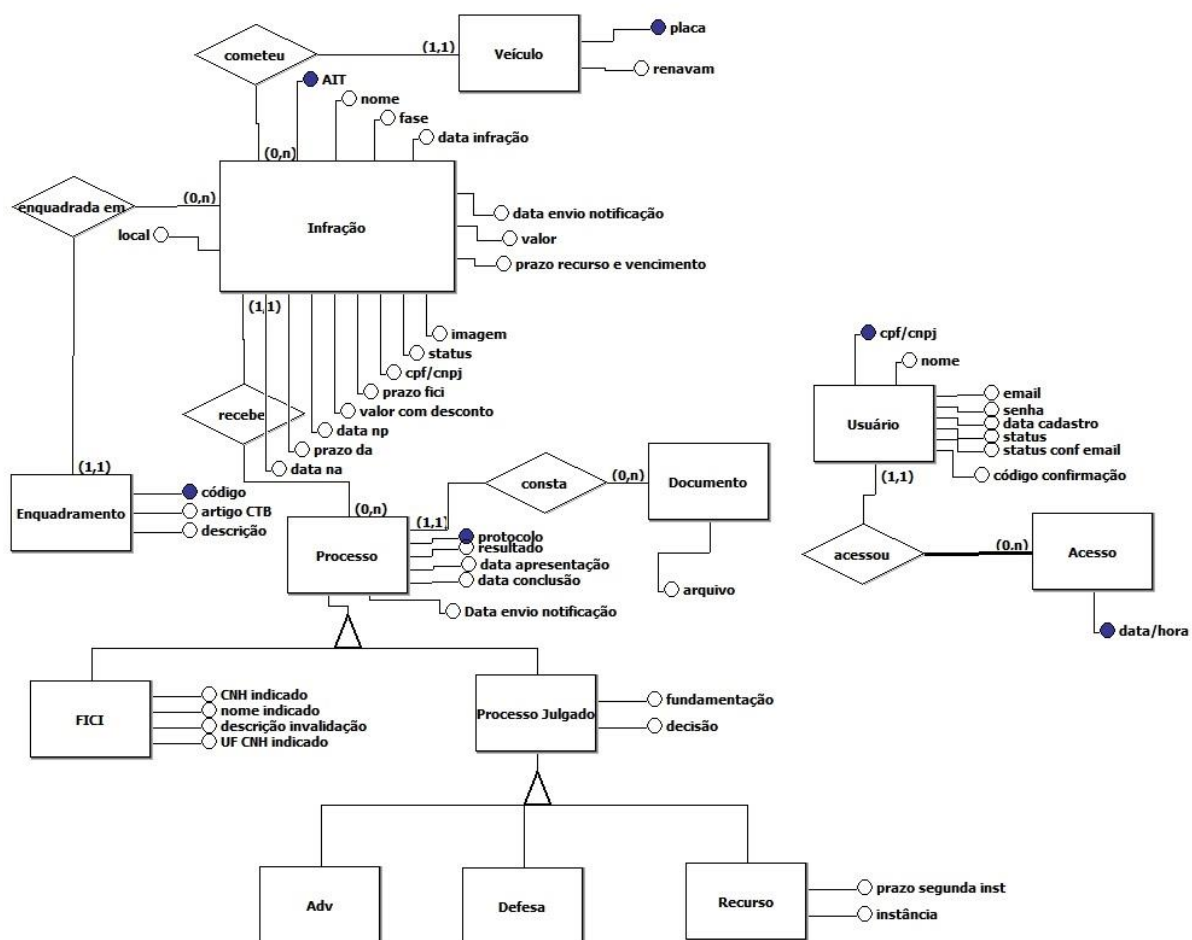 cometeu
(1,1)
Veículo
placa
renavam
AIT
nome
fase
data infração
(0,n)
enquadrada em
(0,n)
local
Infração
data envio notificação
valor
prazo recurso e vencimento
(1,1)
imagem
status
cpf/cnpj
prazo fici
valor com desconto
data np
prazo da
data na
recebe
(1,1)
Enquadramento
código
artigo CTB
descrição
(0,n)
Processo
(1,1)
consta
(0,n)
Documento
arquivo
protocolo
resultado
data apresentação
data conclusão
Data envio notificação
cpf/cnpj
nome
Usuário
email
senha
data cadastro
status
status conf email
código confirmação
(1,1)
acessou
(0.n)
Acesso
data/hora
FICI
CNH indicado
nome indicado
descrição invalidação
UF CNH indicado
Processo Julgado
fundamentação
decisão
Adv
Defesa
Recurso
prazo segunda inst
instância